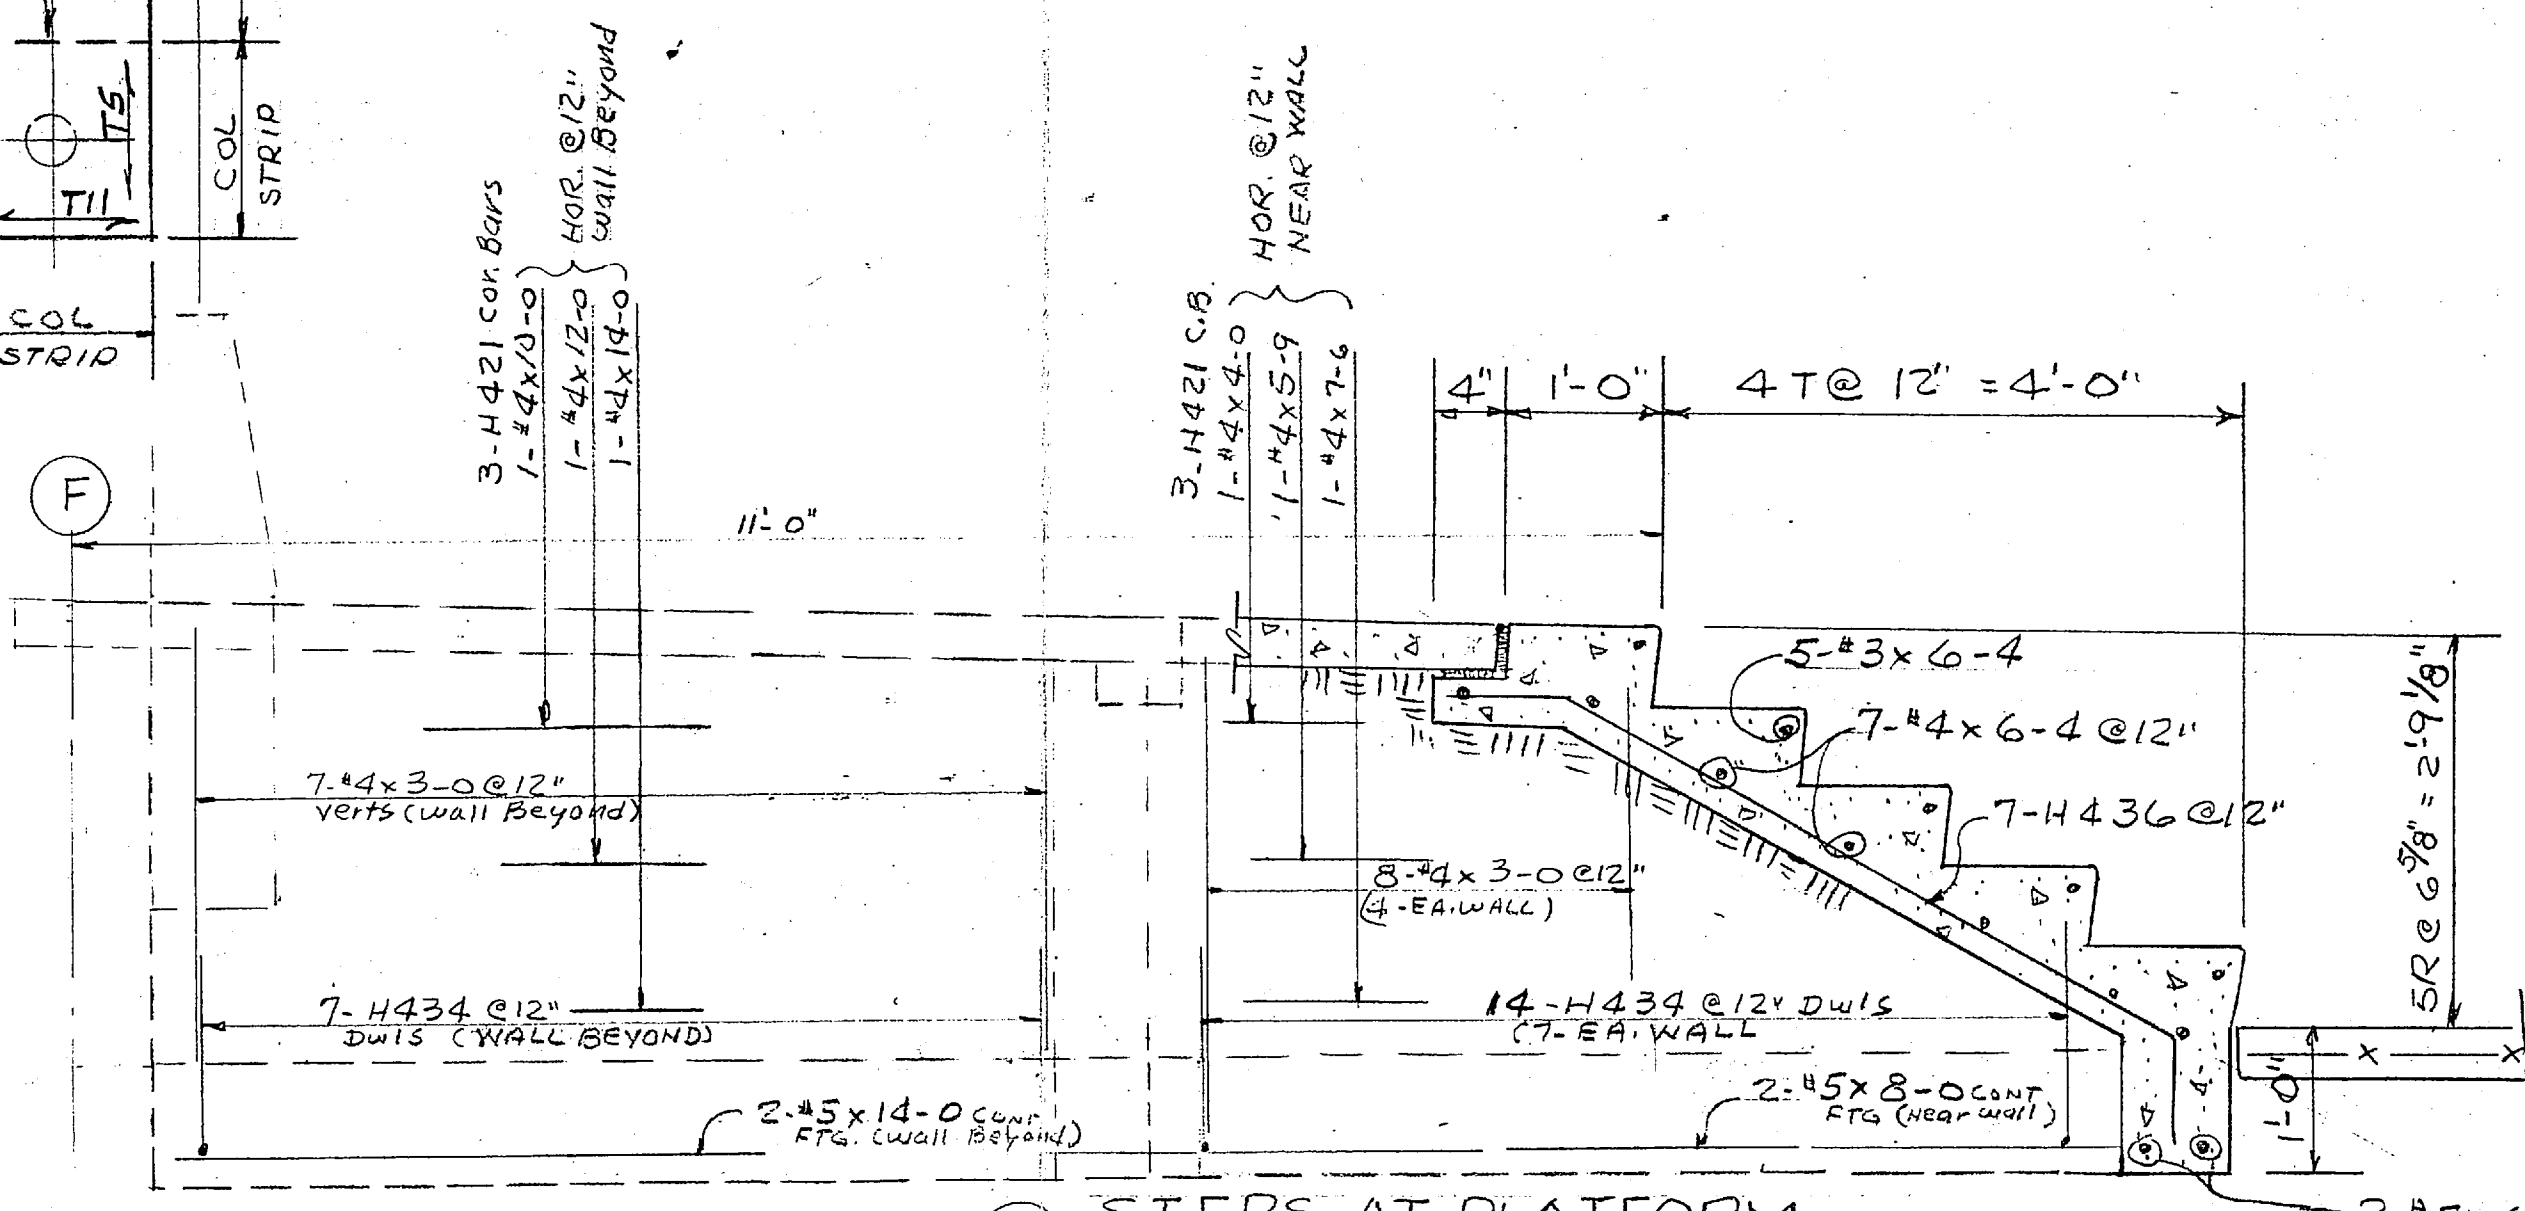 T5
T11
COL
STRIP
COL
STRIP
F
3-H421 Cor. Bars
1-#4x10-0
1-#4x12-0
1-#4x14-0
HOR. @12"
Wall Beyond
3-H421 C.B.
1-#4x4-0
1-#4x5-9
1-#4x7-6
HOR. @12"
NEAR WALL
4"
1'-0"
4 T@ 12" = 4'-0"
11'-0"
5-#3x6-4
7-#4x6-4 @12"
7-H436 @12"
5R@6 5/8" = 2'-9 1/8"
7-#4x3-0@12"
Verts (Wall Beyond)
8-#4x3-0@12"
(4-EA.WALL)
7-H434 @12"
Dwls (WALL BEYOND)
14-H434 @12" Dwls
(7-EA. WALL
2-#5x14-0 CONT
FTG. (Wall Beyond)
2-#5x8-0 CONT
FTG (Near wall)
1'-0"
X X
STEPS AT PLATFORM